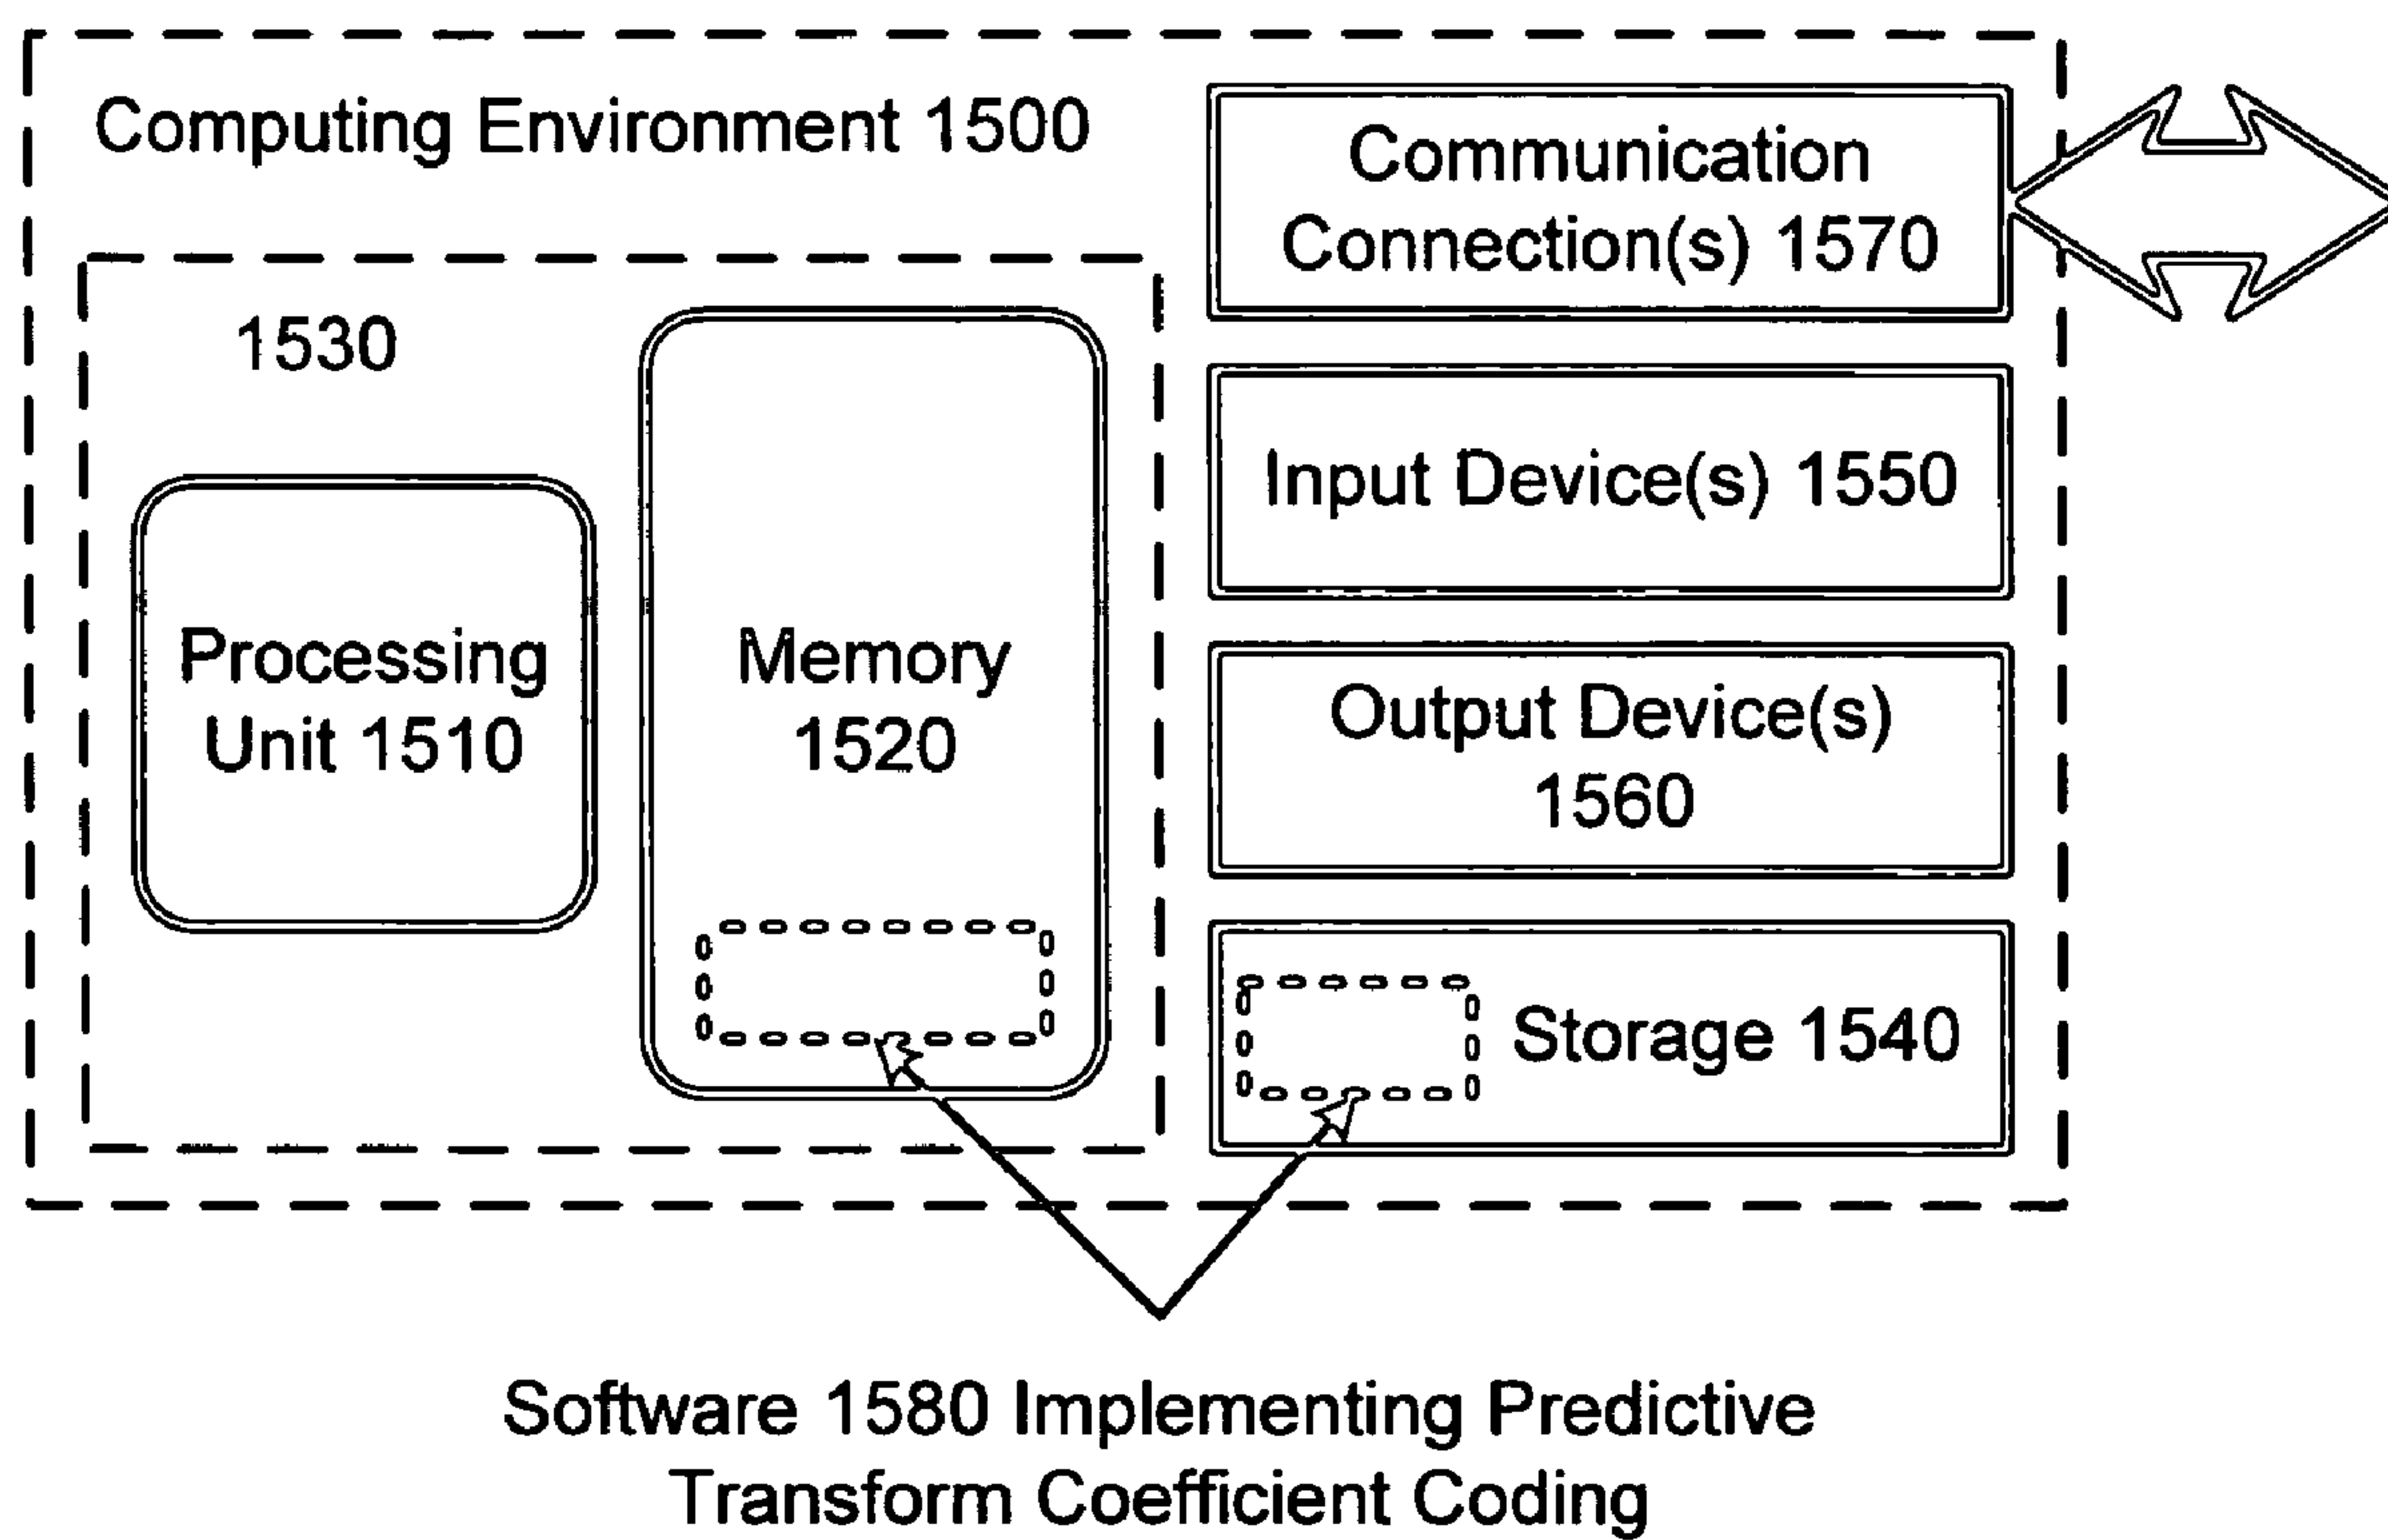 Computing Environment 1500
1530
Processing
Unit 1510
Memory
1520
Communication
Connection(s) 1570
Input Device(s) 1550
Output Device(s)
1560
Storage 1540
Software 1580 Implementing Predictive
Transform Coefficient Coding